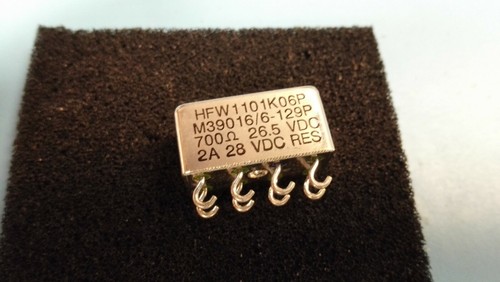 HFW1101K06P
M39016/6-129P
700Ω 26.5 VDC
2A 28 VDC RES